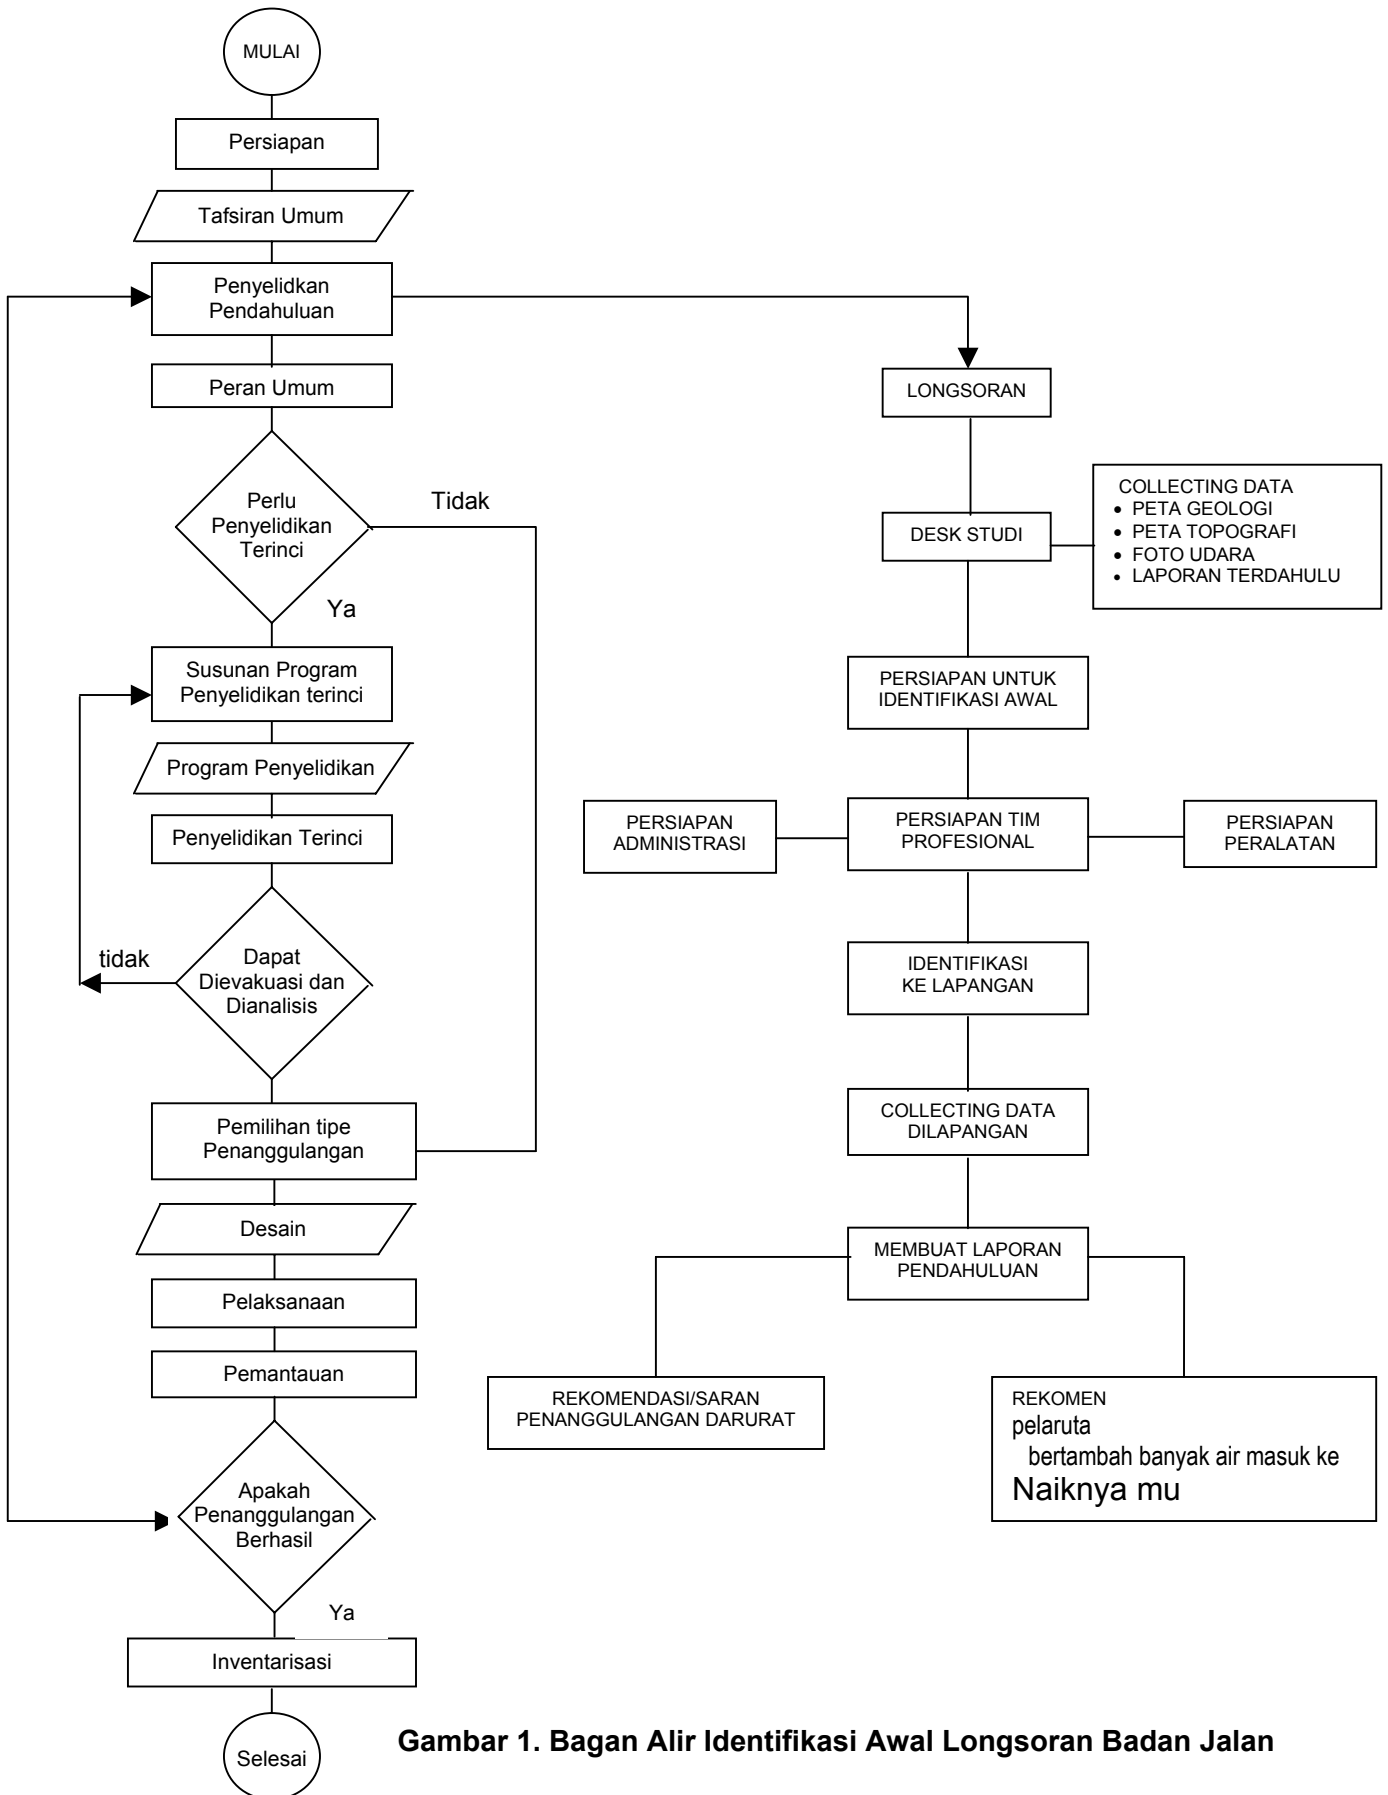 MULAI
Persiapan
Tafsiran Umum
Penyelidkan
Pendahuluan
Peran Umum
Perlu
Penyelidikan
Terinci
Tidak
Ya
Susunan Program
Penyelidikan terinci
Program Penyelidikan
Penyelidikan Terinci
Dapat
Dievakuasi dan
Dianalisis
tidak
Pemilihan tipe
Penanggulangan
Desain
Pelaksanaan
Pemantauan
Apakah
Penanggulangan
Berhasil
Ya
Inventarisasi
Selesai
LONGSORAN
DESK STUDI
COLLECTING DATA
• PETA GEOLOGI
• PETA TOPOGRAFI
• FOTO UDARA
• LAPORAN TERDAHULU
PERSIAPAN UNTUK
IDENTIFIKASI AWAL
PERSIAPAN
ADMINISTRASI
PERSIAPAN TIM
PROFESIONAL
PERSIAPAN
PERALATAN
IDENTIFIKASI
KE LAPANGAN
COLLECTING DATA
DILAPANGAN
MEMBUAT LAPORAN
PENDAHULUAN
REKOMENDASI/SARAN
PENANGGULANGAN DARURAT
REKOMEN
pelaruta
bertambah banyak air masuk ke
Naiknya mu
Gambar 1. Bagan Alir Identifikasi Awal Longsoran Badan Jalan